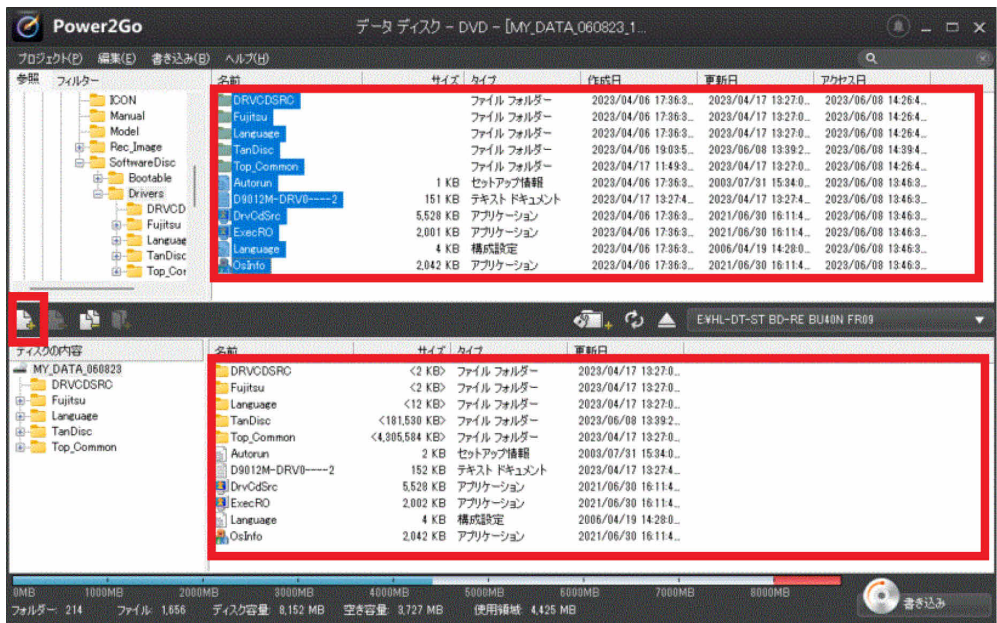 Power2Go
データ ディスク - DVD - [MY_DATA_060823_1...
プロジェクト(P) 編集(E) 書き込み(B) ヘルプ(H)
参照 フィルター
名前 サイズ タイプ 作成日 更新日 アクセス日
ICON
Manual
Model
Rec_Image
SoftwareDisc
Bootable
Drivers
DRVCD
Fujitsu
Languag
TanDisc
Top_Cor
DRVCDSRC ファイル フォルダー 2023/04/06 17:36:3... 2023/04/17 13:27:0... 2023/06/08 14:26:4...
Fujitsu ファイル フォルダー 2023/04/06 17:36:3... 2023/04/17 13:27:0... 2023/06/08 14:26:4...
Language ファイル フォルダー 2023/04/06 17:36:3... 2023/04/17 13:27:0... 2023/06/08 14:26:4...
TanDisc ファイル フォルダー 2023/04/06 19:03:5... 2023/06/08 13:39:2... 2023/06/08 14:39:4...
Top_Common ファイル フォルダー 2023/04/17 11:49:3... 2023/04/17 13:27:0... 2023/06/08 14:26:4...
Autorun 1 KB セットアップ情報 2023/04/06 17:36:3... 2003/07/31 15:34:0... 2023/06/08 13:46:3...
D9012M-DRV0----2 151 KB テキスト ドキュメント 2023/04/17 13:27:4... 2023/04/17 13:27:4... 2023/06/08 13:46:3...
DrvCdSrc 5,528 KB アプリケーション 2023/04/06 17:36:3... 2021/06/30 16:11:4... 2023/06/08 13:46:3...
ExecRO 2,001 KB アプリケーション 2023/04/06 17:36:3... 2021/06/30 16:11:4... 2023/06/08 13:46:3...
Language 4 KB 構成設定 2023/04/06 17:36:3... 2006/04/19 14:28:0... 2023/06/08 13:46:3...
OsInfo 2,042 KB アプリケーション 2023/04/06 17:36:3... 2021/06/30 16:11:4... 2023/06/08 13:46:3...
E¥HL-DT-ST BD-RE BU40N FR09
ディスクの内容
名前 サイズ タイプ 更新日
MY_DATA_060823
DRVCDSRC
Fujitsu
Language
TanDisc
Top_Common
DRVCDSRC <2 KB> ファイル フォルダー 2023/04/17 13:27:0...
Fujitsu <2 KB> ファイル フォルダー 2023/04/17 13:27:0...
Language <12 KB> ファイル フォルダー 2023/04/17 13:27:0...
TanDisc <181,530 KB> ファイル フォルダー 2023/06/08 13:39:2...
Top_Common <4,305,584 KB> ファイル フォルダー 2023/04/17 13:27:0...
Autorun 2 KB セットアップ情報 2003/07/31 15:34:0...
D9012M-DRV0----2 152 KB テキスト ドキュメント 2023/04/17 13:27:4...
DrvCdSrc 5,528 KB アプリケーション 2021/06/30 16:11:4...
ExecRO 2,002 KB アプリケーション 2021/06/30 16:11:4...
Language 4 KB 構成設定 2006/04/19 14:28:0...
OsInfo 2,042 KB アプリケーション 2021/06/30 16:11:4...
0MB 1000MB 2000MB 3000MB 4000MB 5000MB 6000MB 7000MB 8000MB
フォルダー: 214 ファイル: 1,656 ディスク容量: 8,152 MB 空き容量: 3,727 MB 使用領域: 4,425 MB
書き込み